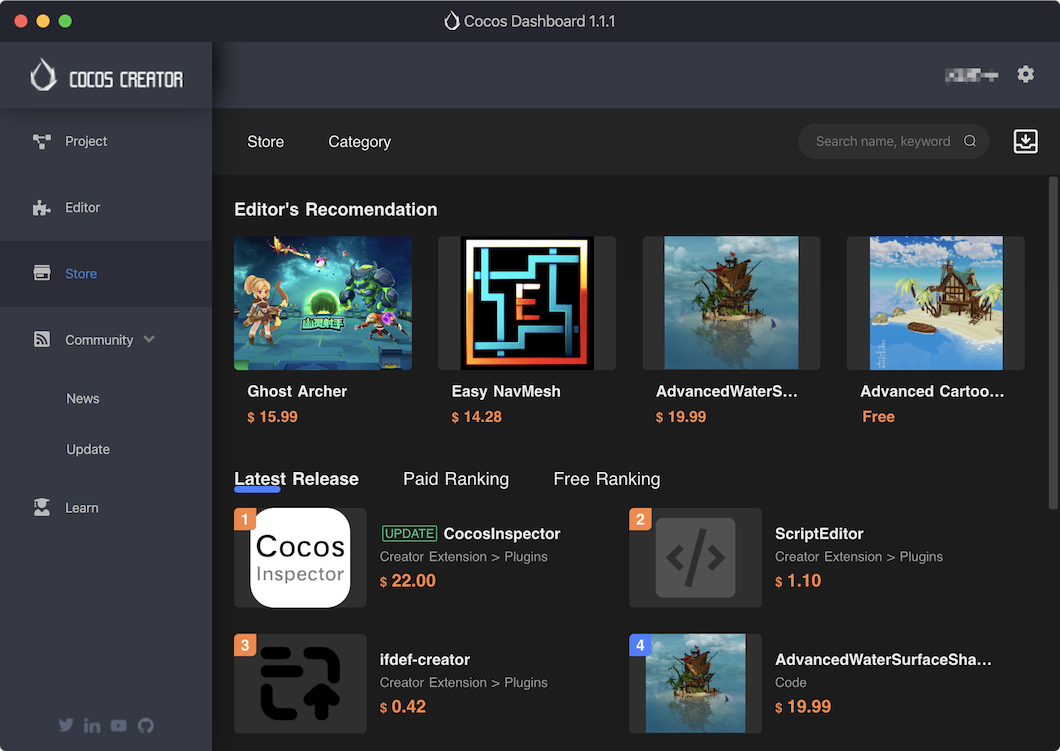 Cocos Dashboard 1.1.1
COCOS CREATOR
Project
Editor
Store
Community
News
Update
Learn
Store
Category
Search name, keyword
Editor's Recomendation
Ghost Archer
$ 15.99
E
Easy NavMesh
$ 14.28
AdvancedWaterS...
$ 19.99
Advanced Cartoo...
Free
Latest Release
Paid Ranking
Free Ranking
1
Cocos
Inspector
UPDATE CocosInspector
Creator Extension > Plugins
$ 22.00
2
ScriptEditor
Creator Extension > Plugins
$ 1.10
3
ifdef-creator
Creator Extension > Plugins
$ 0.42
4
AdvancedWaterSurfaceSha...
Code
$ 19.99